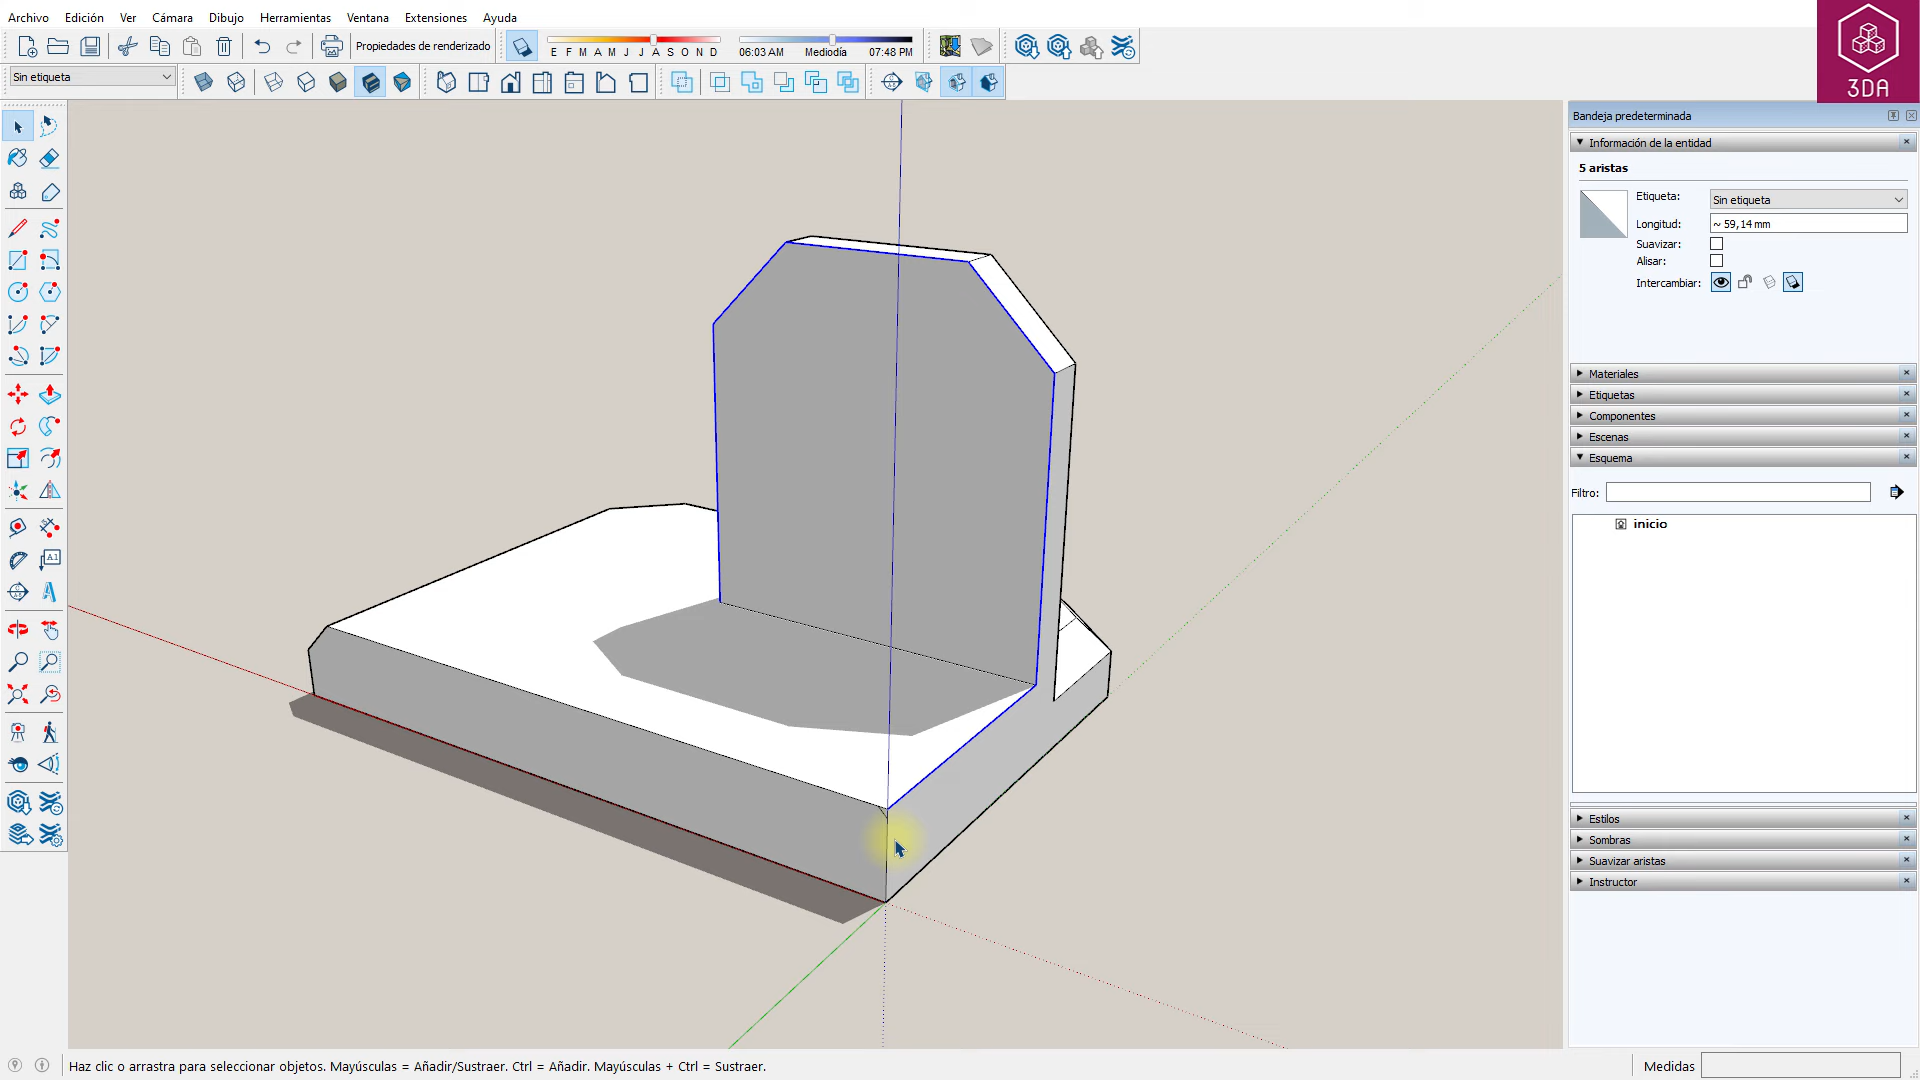 Archivo Edición Ver Cámara Dibujo Herramientas Ventana Extensiones Ayuda
Propiedades de renderizado
E F M A M J J A S O N D
06:03 AM Mediodía 07:48 PM
3DA
Sin etiqueta
Bandeja predeterminada
Información de la entidad
5 aristas
Etiqueta: Sin etiqueta
Longitud: ~ 59,14 mm
Suavizar:
Alisar:
Intercambiar:
Materiales
Etiquetas
Componentes
Escenas
Esquema
Filtro:
inicio
Estilos
Sombras
Suavizar aristas
Instructor
A1
Haz clic o arrastra para seleccionar objetos. Mayúsculas = Añadir/Sustraer. Ctrl = Añadir. Mayúsculas + Ctrl = Sustraer.
Medidas